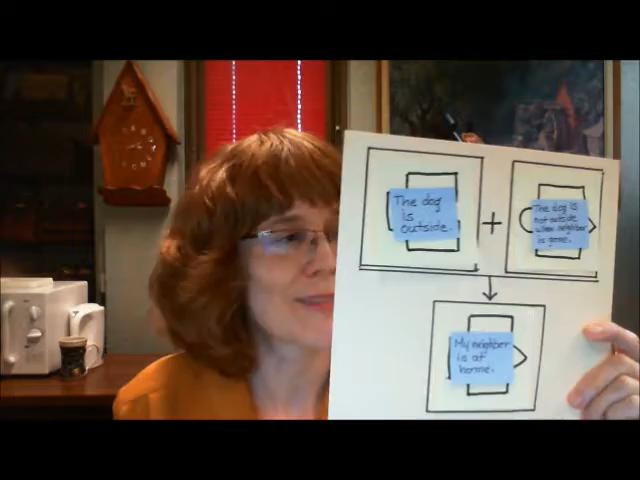 The dog
is
outside.
+
The dog is
not outside
when neighbor
is gone.
My neighbor
is at
home.